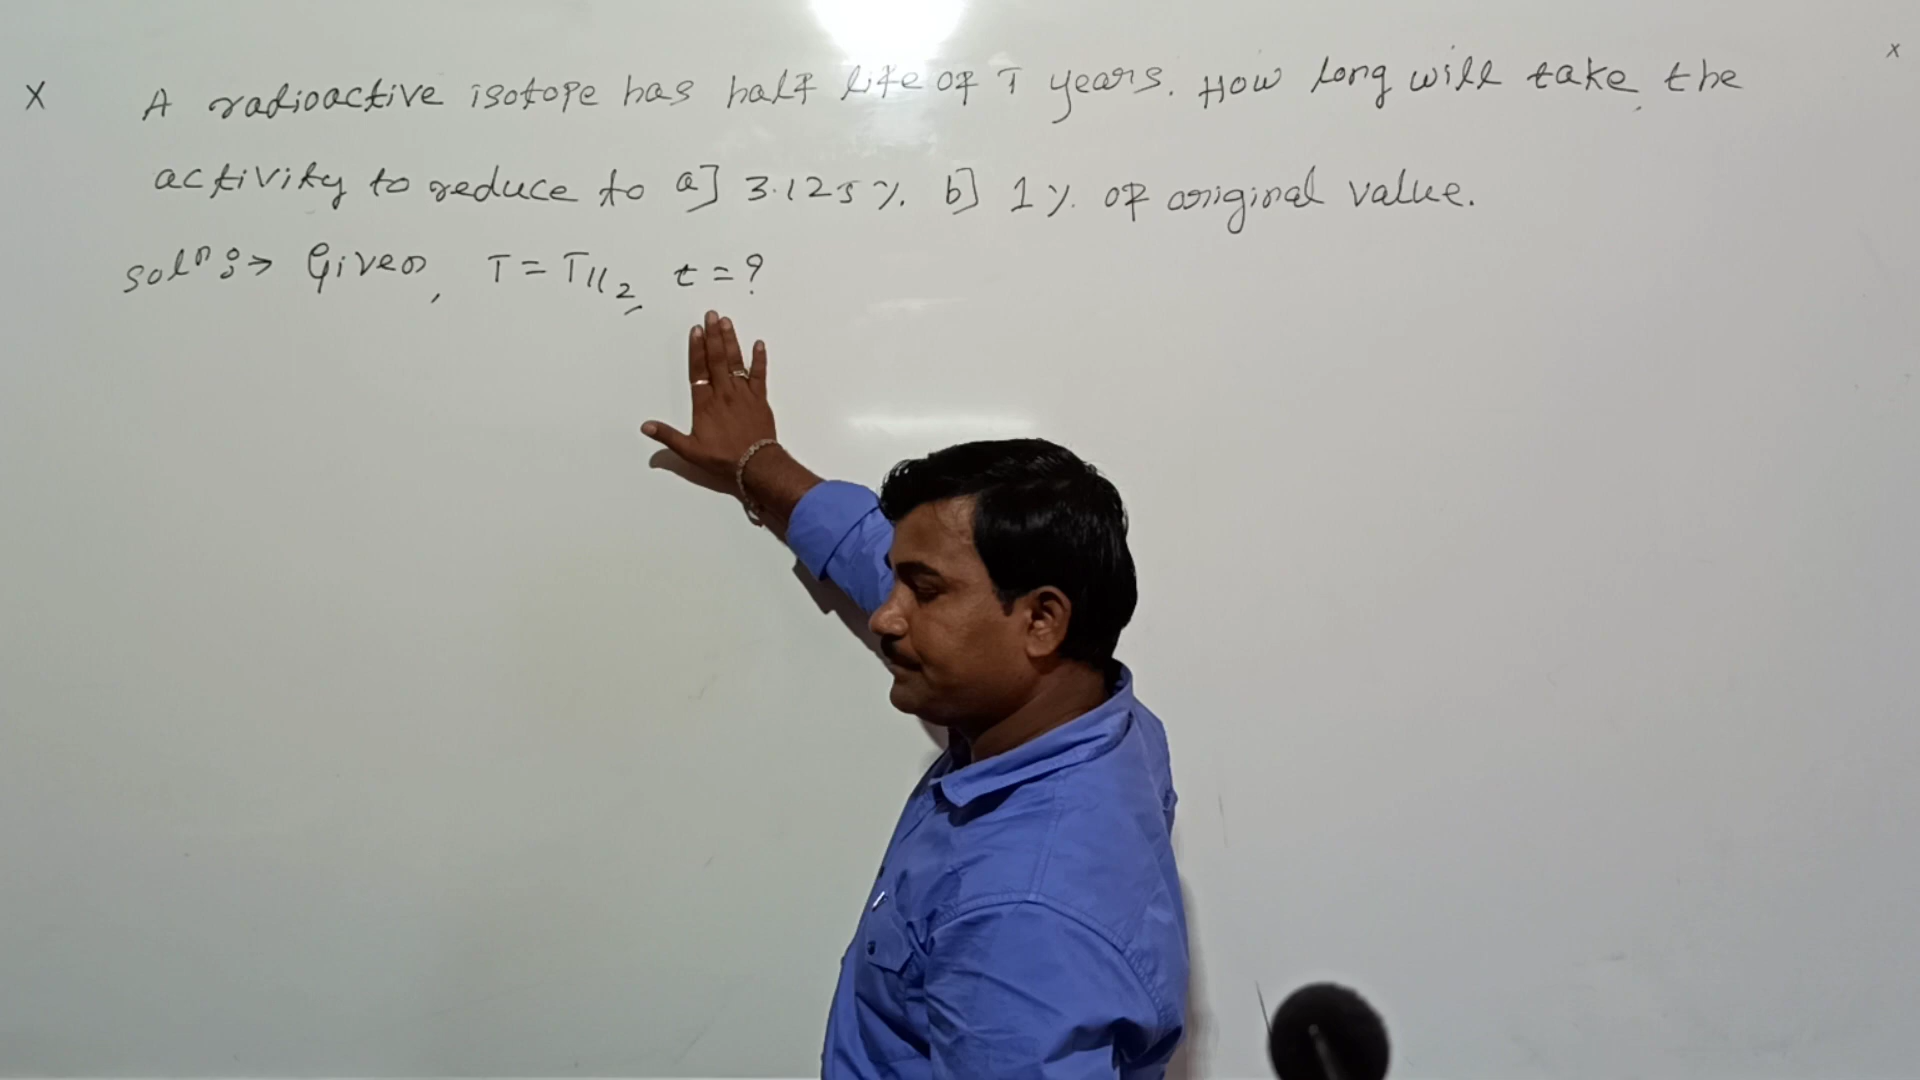 x A radioactive isotope has half life of T years. How long will take the x
activity to reduce to a] 3.125%. b] 1%. of original value.
Solⁿ:→ Given, T = T1/2, t = ?